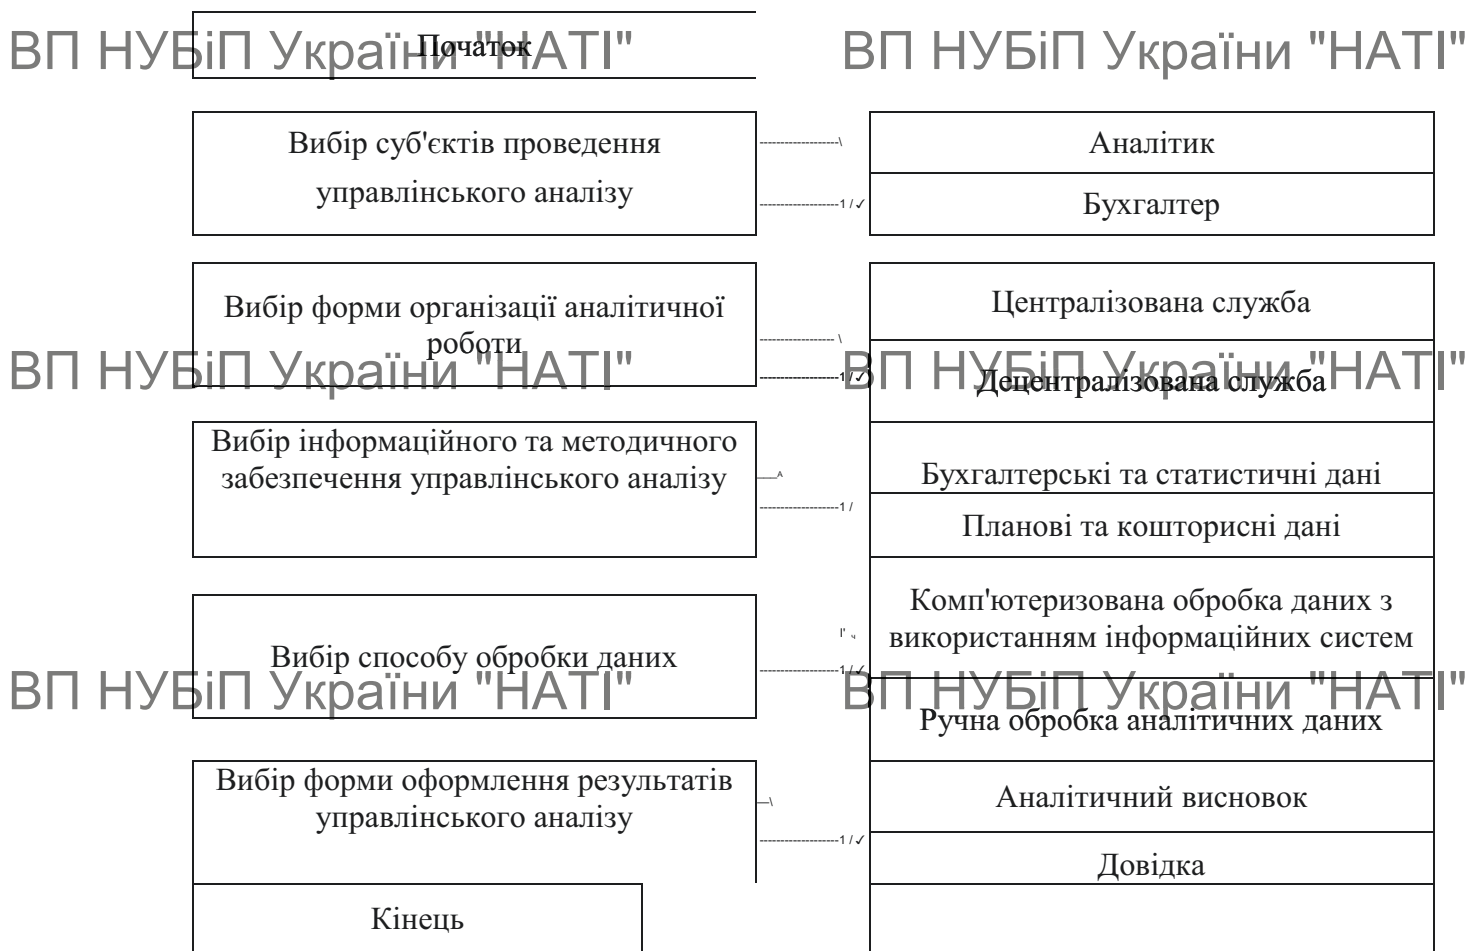 ВП НУБіП України "НАТІ"
ВП НУБіП України "НАТІ"
Початок
Вибір суб'єктів проведення
управлінського аналізу
Аналітик
Бухгалтер
Вибір форми організації аналітичної
роботи
Централізована служба
ВП НУБіП України "НАТІ"
ВП НУБіП України "НАТІ"
Децентралізована служба
Вибір інформаційного та методичного
забезпечення управлінського аналізу
Бухгалтерські та статистичні дані
Планові та кошторисні дані
Вибір способу обробки даних
Комп'ютеризована обробка даних з
використанням інформаційних систем
ВП НУБіП України "НАТІ"
ВП НУБіП України "НАТІ"
Ручна обробка аналітичних даних
Вибір форми оформлення результатів
управлінського аналізу
Аналітичний висновок
Довідка
Кінець